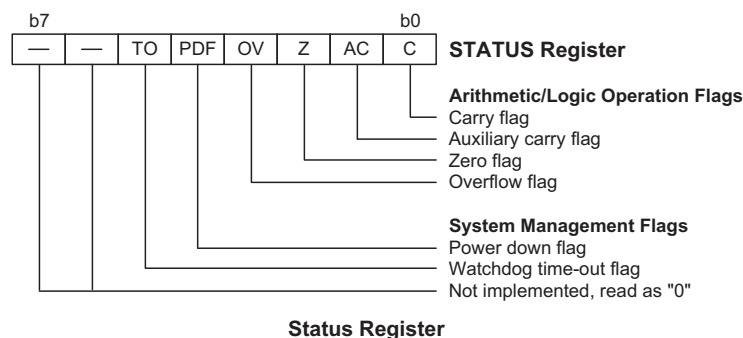 b7 b0
— — TO PDF OV Z AC C STATUS Register
Arithmetic/Logic Operation Flags
Carry flag
Auxiliary carry flag
Zero flag
Overflow flag
System Management Flags
Power down flag
Watchdog time-out flag
Not implemented, read as "0"
Status Register